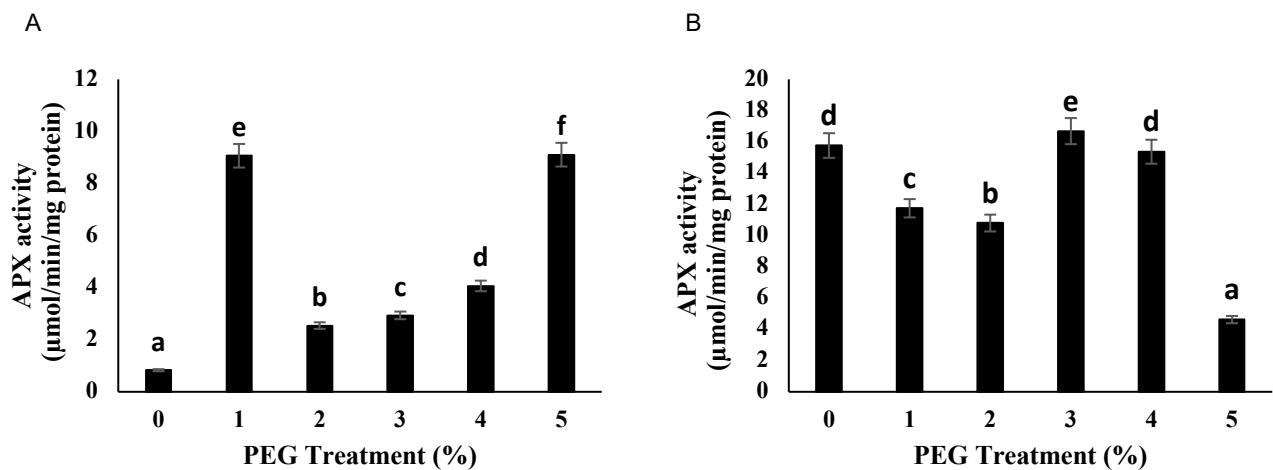 A
APX activity
(μmol/min/mg protein)
12
10
8
6
4
2
0
a
e
b
c
d
f
0 1 2 3 4 5
PEG Treatment (%)
B
APX activity
(μmol/min/mg protein)
20
18
16
14
12
10
8
6
4
2
0
d
c
b
e
d
a
0 1 2 3 4 5
PEG Treatment (%)